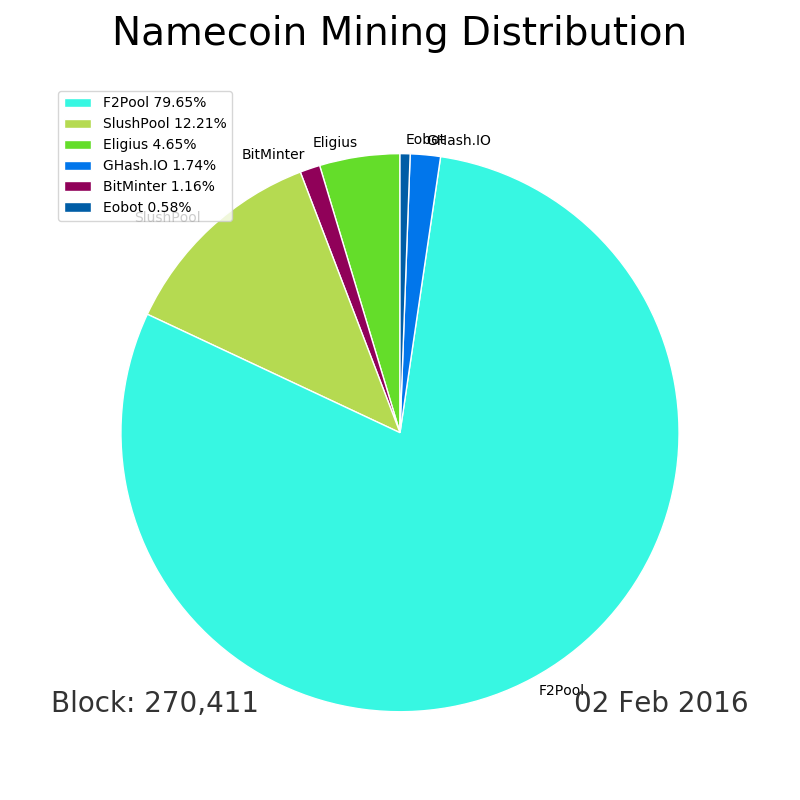 Namecoin Mining Distribution
F2Pool 79.65%
SlushPool 12.21%
Eligius 4.65%
GHash.IO 1.74%
BitMinter 1.16%
Eobot 0.58%
Eobot
GHash.IO
Eligius
BitMinter
SlushPool
F2Pool
Block: 270,411
02 Feb 2016